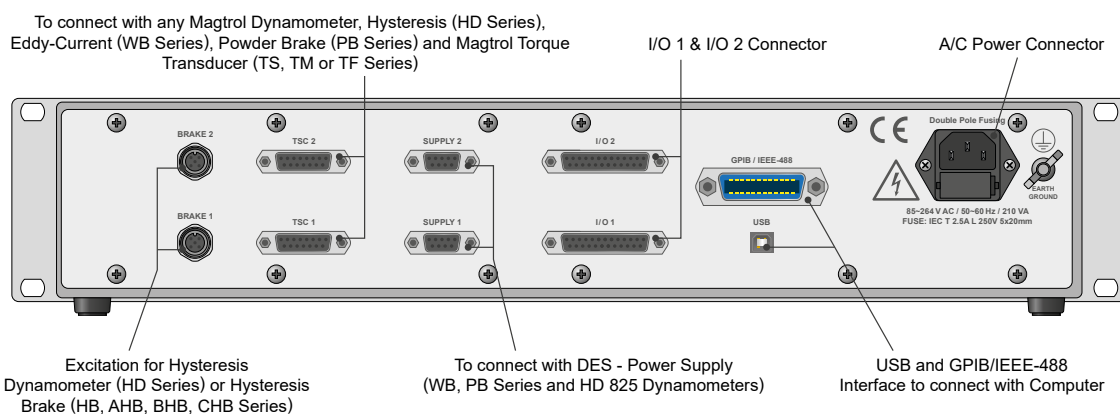 To connect with any Magtrol Dynamometer, Hysteresis (HD Series),
Eddy-Current (WB Series), Powder Brake (PB Series) and Magtrol Torque
Transducer (TS, TM or TF Series)
I/O 1 & I/O 2 Connector
A/C Power Connector
BRAKE 2
TSC 2
SUPPLY 2
I/O 2
GPIB / IEEE-488
CE
Double Pole Fusing
EARTH
GROUND
BRAKE 1
TSC 1
SUPPLY 1
I/O 1
USB
85~264 V AC / 50~60 Hz / 210 VA
FUSE: IEC T 2.5A L 250V 5x20mm
Excitation for Hysteresis
Dynamometer (HD Series) or Hysteresis
Brake (HB, AHB, BHB, CHB Series)
To connect with DES - Power Supply
(WB, PB Series and HD 825 Dynamometers)
USB and GPIB/IEEE-488
Interface to connect with Computer